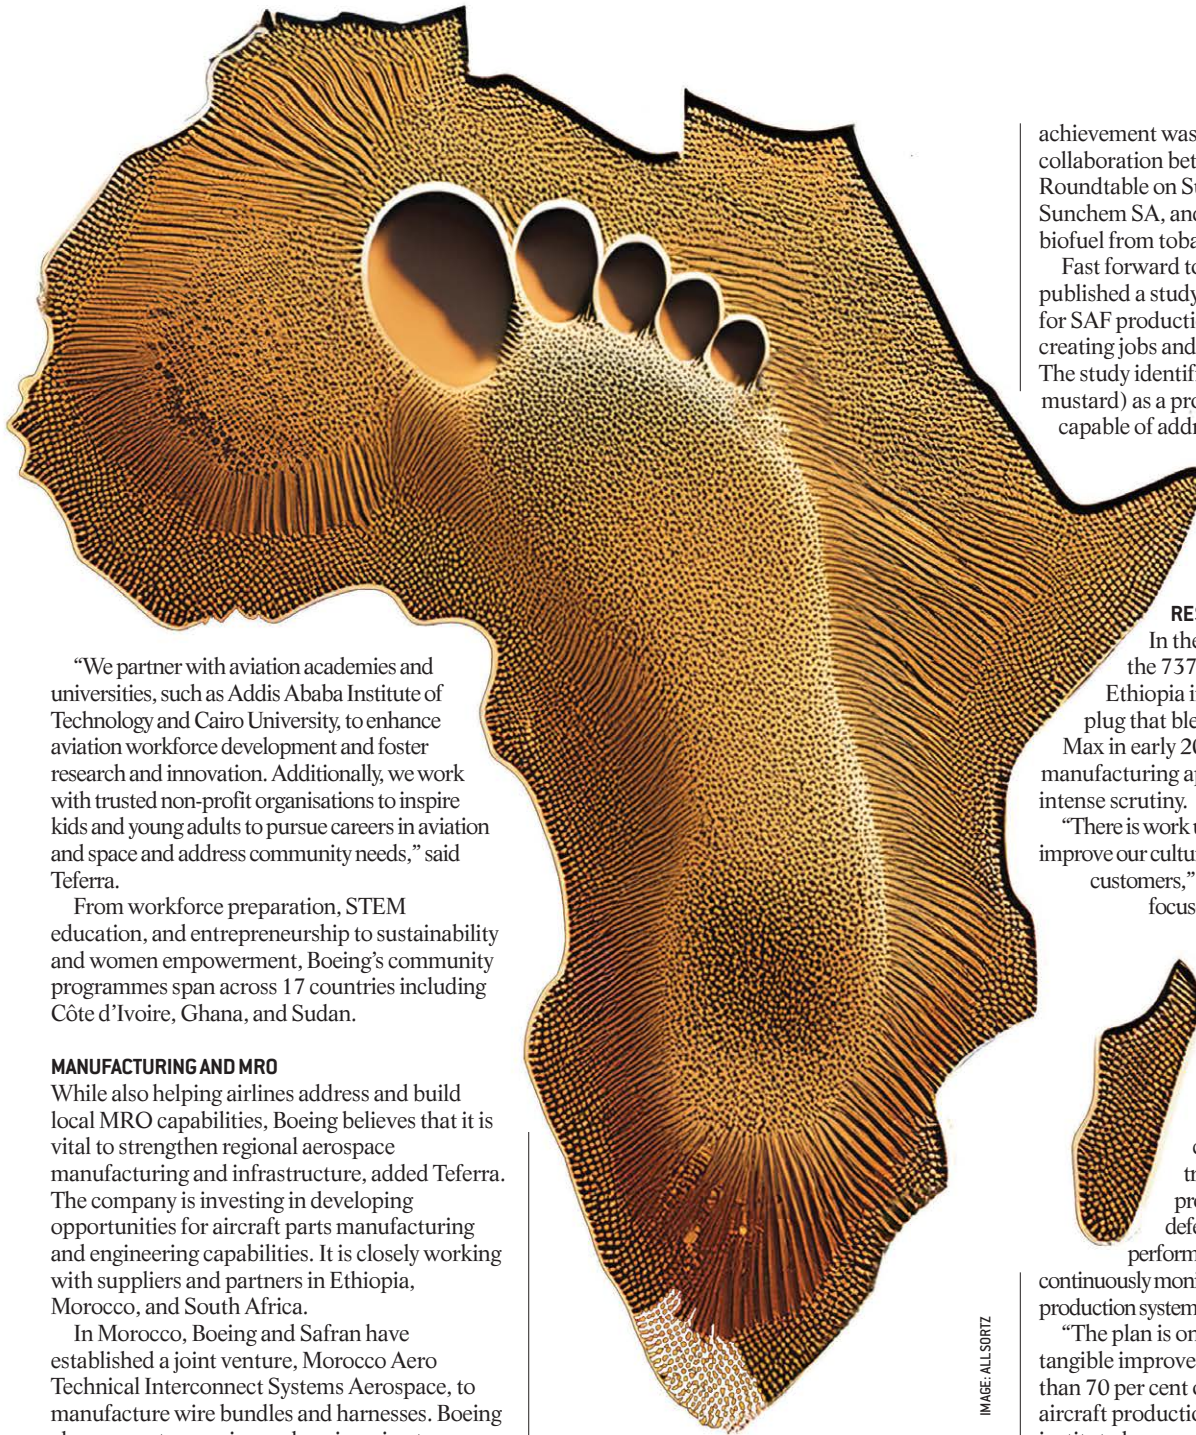 “We partner with aviation academies and
universities, such as Addis Ababa Institute of
Technology and Cairo University, to enhance
aviation workforce development and foster
research and innovation. Additionally, we work
with trusted non-profit organisations to inspire
kids and young adults to pursue careers in aviation
and space and address community needs,” said
Teferra.
From workforce preparation, STEM
education, and entrepreneurship to sustainability
and women empowerment, Boeing’s community
programmes span across 17 countries including
Côte d’Ivoire, Ghana, and Sudan.
MANUFACTURING AND MRO
While also helping airlines address and build
local MRO capabilities, Boeing believes that it is
vital to strengthen regional aerospace
manufacturing and infrastructure, added Teferra.
The company is investing in developing
opportunities for aircraft parts manufacturing
and engineering capabilities. It is closely working
with suppliers and partners in Ethiopia,
Morocco, and South Africa.
In Morocco, Boeing and Safran have
established a joint venture, Morocco Aero
Technical Interconnect Systems Aerospace, to
manufacture wire bundles and harnesses. Boeing
IMAGE: ALLSORTZ
achievement was
collaboration bet
Roundtable on Su
Sunchem SA, and
biofuel from toba
Fast forward to
published a study
for SAF producti
creating jobs and
The study identifi
mustard) as a pro
capable of addr
RES
In the
the 737
Ethiopia i
plug that ble
Max in early 20
manufacturing ap
intense scrutiny.
“There is work u
improve our cultur
customers,”
focus
c
tr
pr
defe
perform
continuously moni
production system
“The plan is on
tangible improve
than 70 per cent o
aircraft productio